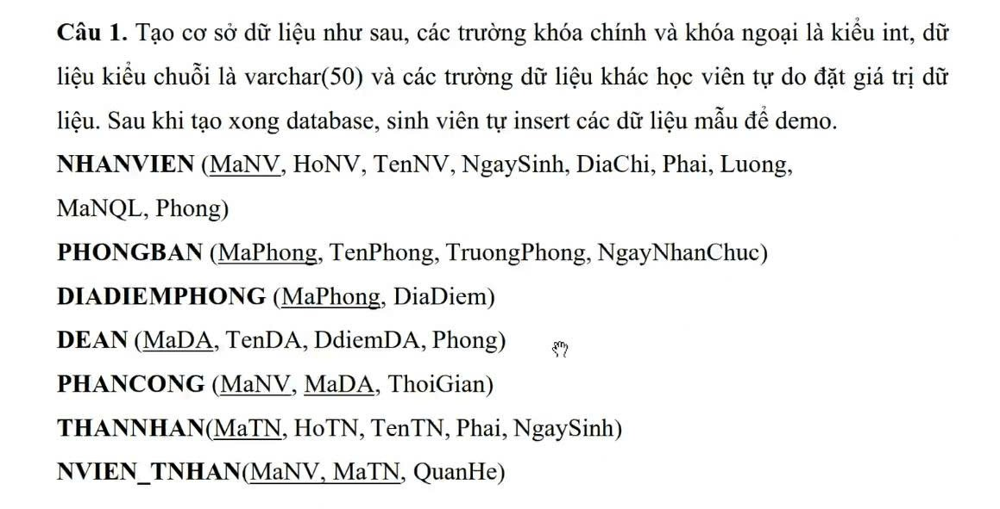 Câu 1. Tạo cơ sở dữ liệu như sau, các trường khóa chính và khóa ngoại là kiểu int, dữ
liệu kiểu chuỗi là varchar(50) và các trường dữ liệu khác học viên tự do đặt giá trị dữ
liệu. Sau khi tạo xong database, sinh viên tự insert các dữ liệu mẫu để demo.
NHANVIEN (MaNV, HoNV, TenNV, NgaySinh, DiaChi, Phai, Luong,
MaNQL, Phong)
PHONGBAN (MaPhong, TenPhong, TruongPhong, NgayNhanChuc)
DIADIEMPHONG (MaPhong, DiaDiem)
DEAN (MaDA, TenDA, DdiemDA, Phong)
PHANCONG (MaNV, MaDA, ThoiGian)
THANNHAN(MaTN, HoTN, TenTN, Phai, NgaySinh)
NVIEN_TNHAN(MaNV, MaTN, QuanHe)